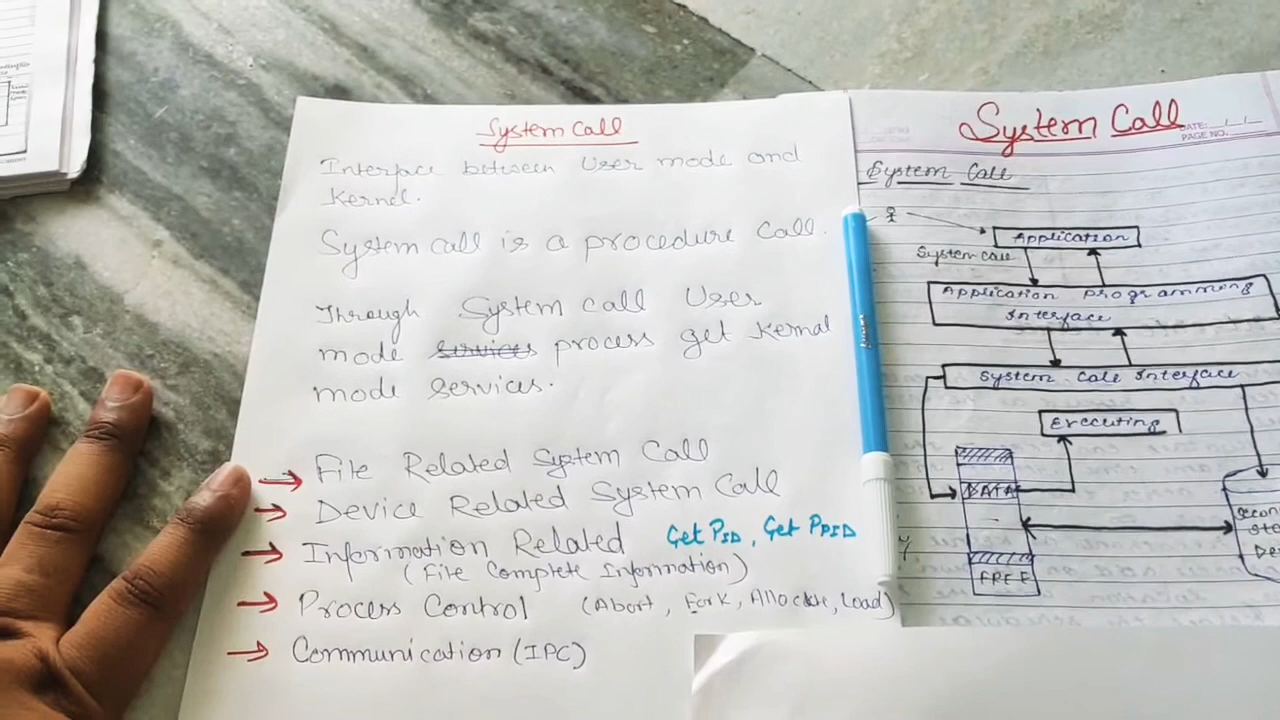 System Call
Interface between User mode and
Kernel.
System call is a procedure call.
Through System call User
mode services process get Kernal
mode services.
→ File Related System Call
→ Device Related System Call
→ Information Related Get PID, Get PPID
(File Complete Information)
→ Process Control (Abort, Fork, Allocate, Load)
→ Communication (IPC)
System Call
DATE: / /
PAGE NO.
System Call
Application
System call
Application Programming
Interface
System Call Interface
Executing
DATA
FREE